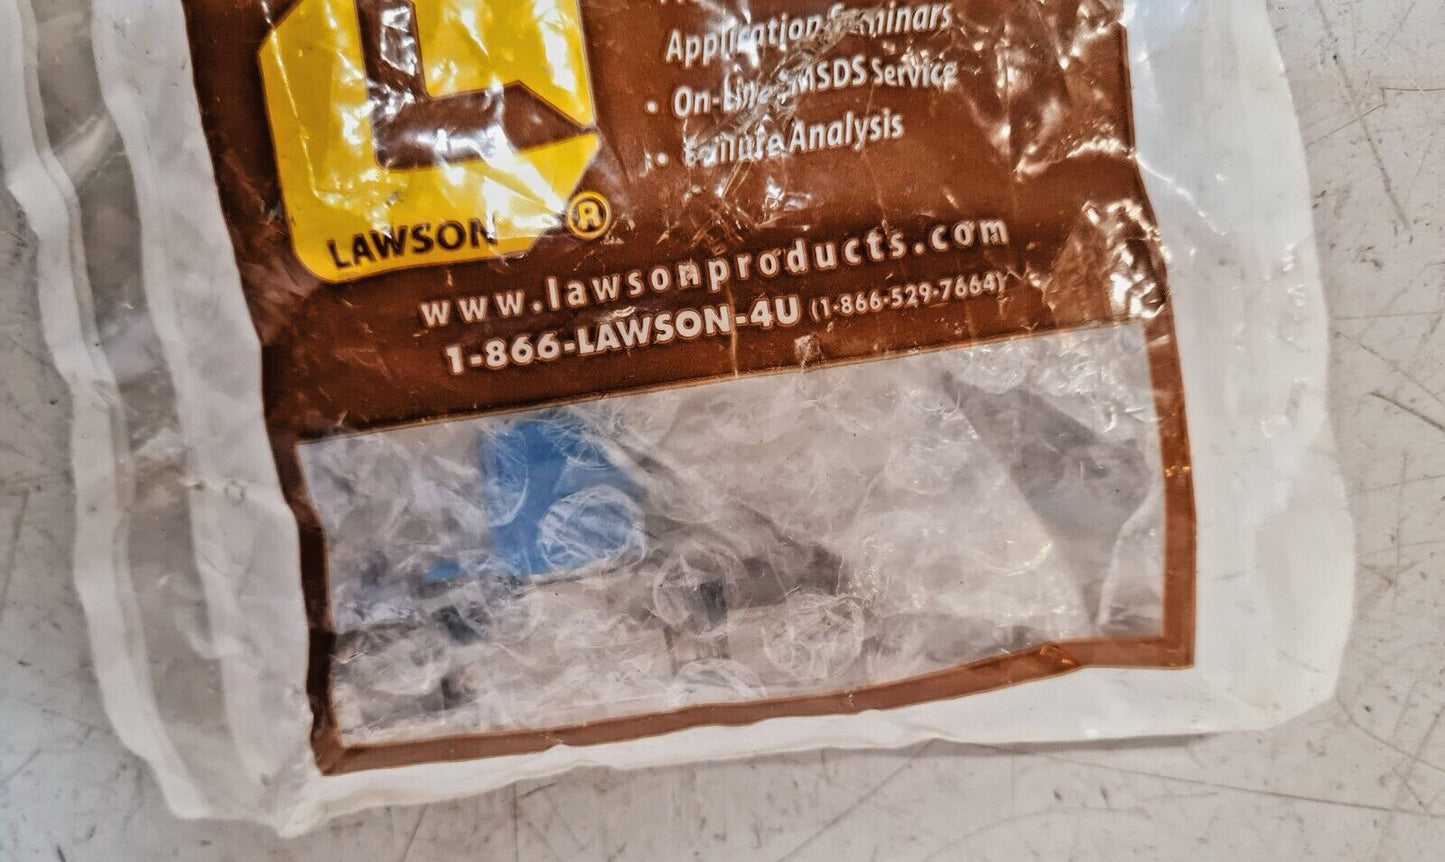 Application Seminars
• On-Line MSDS Service
• Failure Analysis
LAWSON ®
www.lawsonproducts.com
1-866-LAWSON-4U (1-866-529-7664)